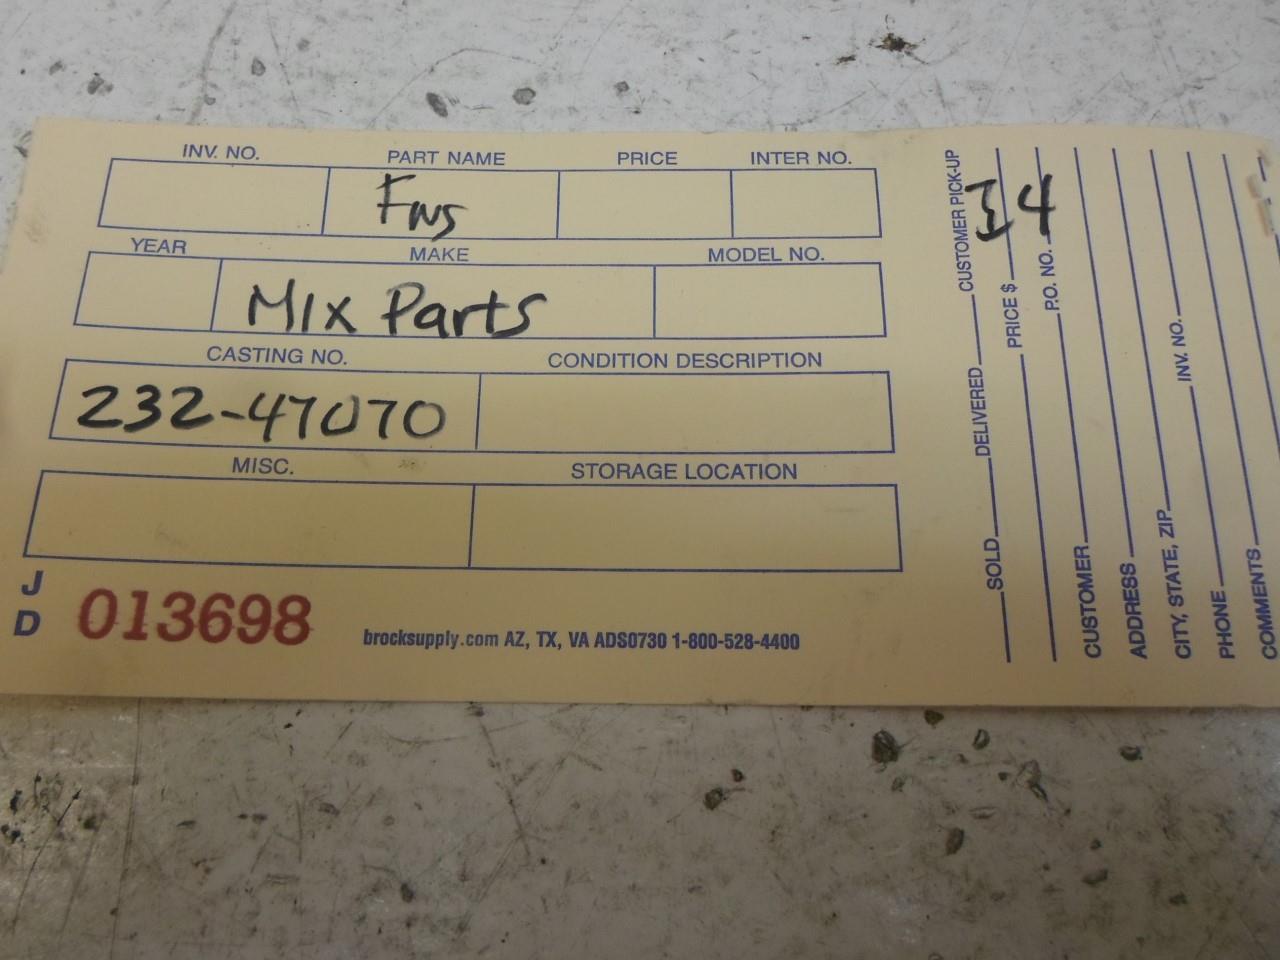 INV. NO. PART NAME PRICE INTER NO.
Fws
YEAR MAKE MODEL NO.
Mix Parts
CASTING NO. CONDITION DESCRIPTION
232-47070
MISC. STORAGE LOCATION
J
D
013698
brocksupply.com AZ, TX, VA ADS0730 1-800-528-4400
I4
SOLD DELIVERED CUSTOMER PICK-UP
PRICE $
P.O. NO.
CUSTOMER
ADDRESS
CITY, STATE, ZIP INV. NO.
PHONE
COMMENTS